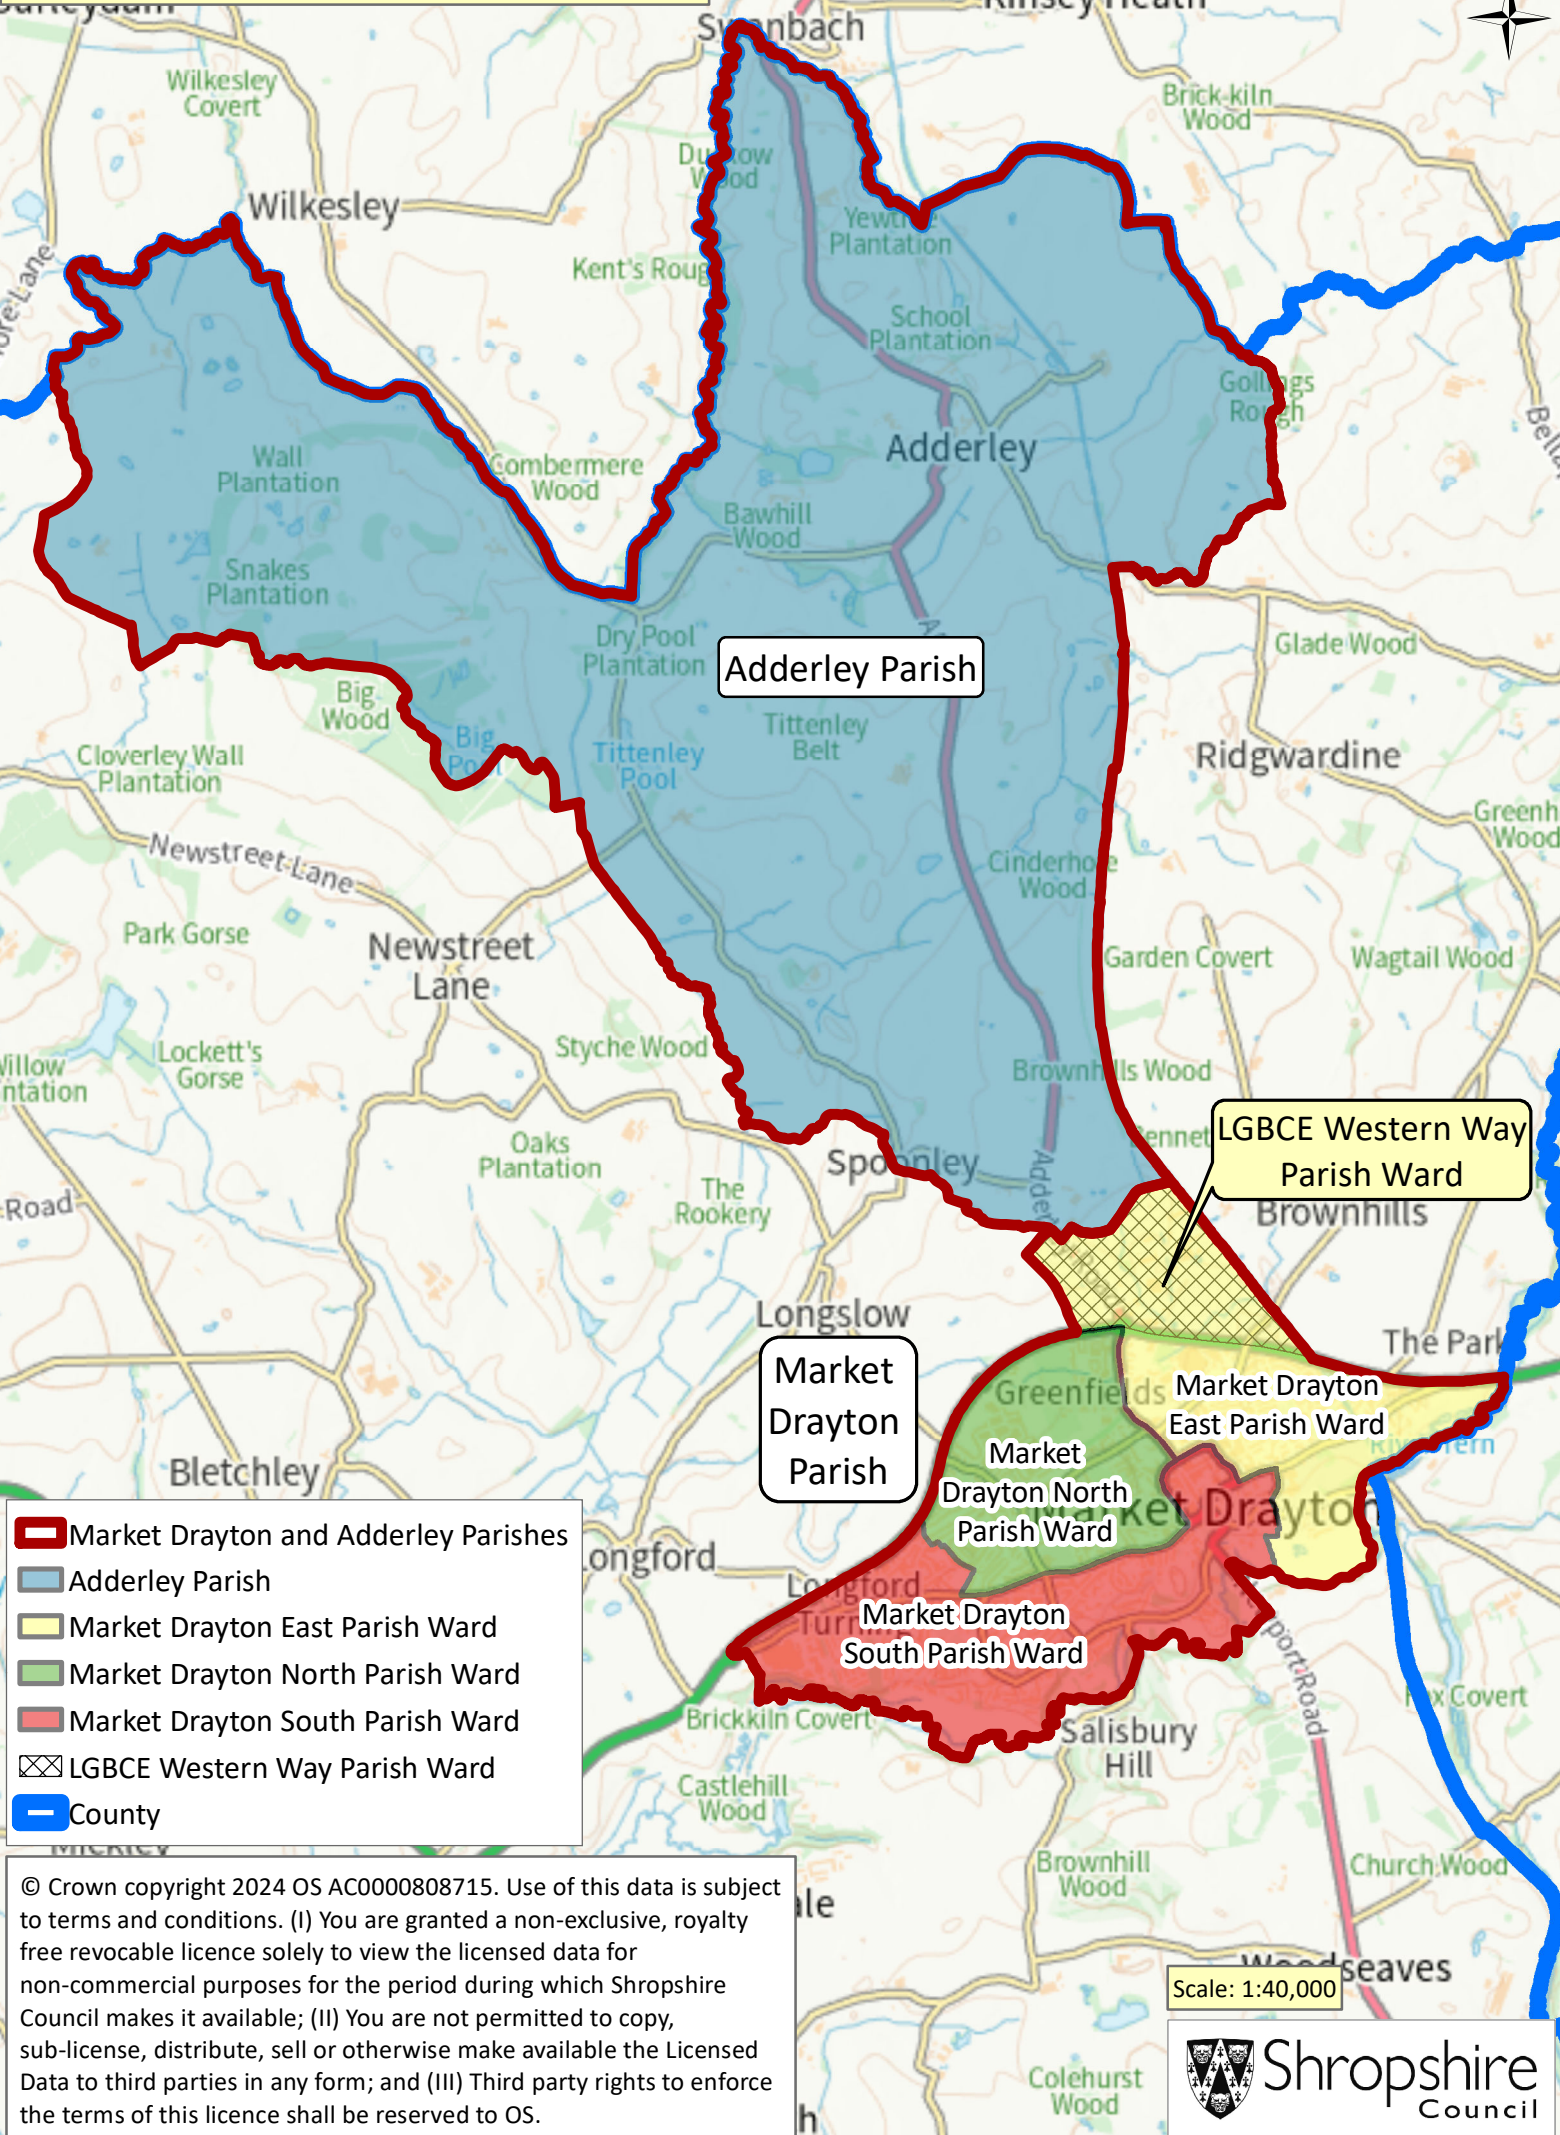 Swanbach
Kinsey Heath
Wilkesley
Covert
Brick-kiln
Wood
Wilkesley
Yewtree
Plantation
Kent's Rough
School
Plantation
Gollings
Rough
Wall
Plantation
Combermere
Wood
Adderley
Bawhill
Wood
Snakes
Plantation
Dry Pool
Plantation
Adderley Parish
Glade Wood
Big
Wood
Big
Pool
Tittenley
Pool
Tittenley
Belt
Cloverley Wall
Plantation
Ridgwardine
Newstreet Lane
Wood
Cinderhole
Wood
Park Gorse
Newstreet
Lane
Garden Covert
Wagtail Wood
Styche Wood
Lockett's
Gorse
Brownhills Wood
LGBCE Western Way
Parish Ward
Oaks
Plantation
Spoonley
The
Rookery
Road
Brownhills
Longslow
The Park
Market
Drayton
Parish
Greenfields
Market Drayton
East Parish Ward
Market
Drayton North
Parish Ward
Market Drayton
Bletchley
Longford
Longford
Turning
Market Drayton
South Parish Ward
Brickkiln Covert
Salisbury
Hill
Fox Covert
Castlehill
Wood
Brownhill
Wood
Church Wood
Woodseaves
Colehurst
Wood
Market Drayton and Adderley Parishes
Adderley Parish
Market Drayton East Parish Ward
Market Drayton North Parish Ward
Market Drayton South Parish Ward
LGBCE Western Way Parish Ward
County
© Crown copyright 2024 OS AC0000808715. Use of this data is subject
to terms and conditions. (I) You are granted a non-exclusive, royalty
free revocable licence solely to view the licensed data for
non-commercial purposes for the period during which Shropshire
Council makes it available; (II) You are not permitted to copy,
sub-license, distribute, sell or otherwise make available the Licensed
Data to third parties in any form; and (III) Third party rights to enforce
the terms of this licence shall be reserved to OS.
Scale: 1:40,000
Shropshire
Council